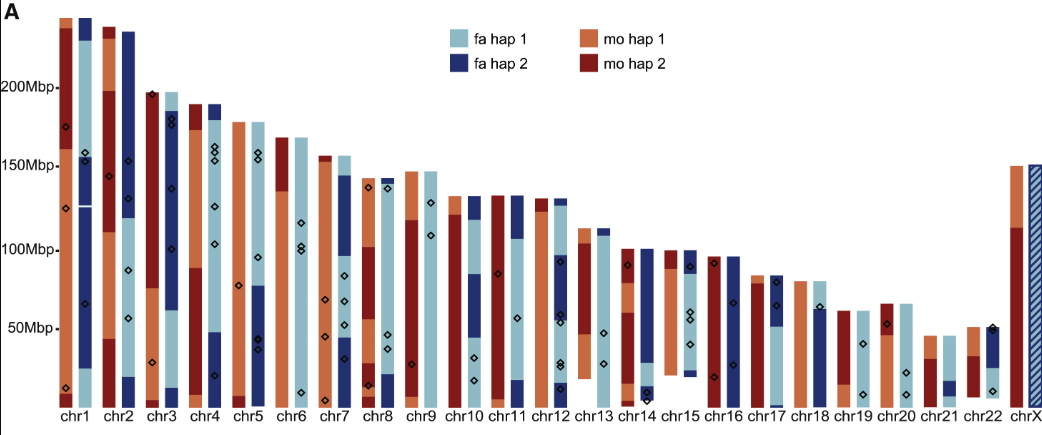 A
fa hap 1
mo hap 1
fa hap 2
mo hap 2
200Mbp
150Mbp
100Mbp
50Mbp
chr1 chr2 chr3 chr4 chr5 chr6 chr7 chr8 chr9 chr10 chr11 chr12 chr13 chr14 chr15 chr16 chr17 chr18 chr19 chr20 chr21 chr22 chrX